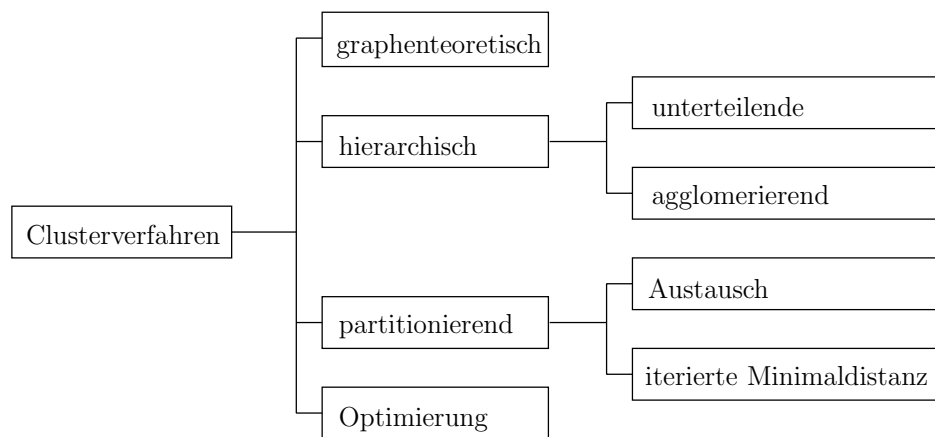 graphenteoretisch
unterteilende
hierarchisch
agglomerierend
Clusterverfahren
Austausch
partitionierend
iterierte Minimaldistanz
Optimierung